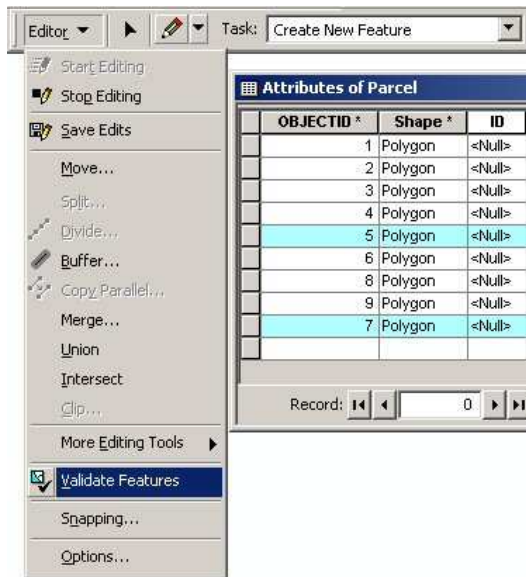 Editor Task: Create New Feature
Start Editing
Stop Editing
Save Edits
Move...
Split...
Divide...
Buffer...
Copy Parallel...
Merge...
Union
Intersect
Clip...
More Editing Tools
Validate Features
Snapping...
Options...
Attributes of Parcel
OBJECTID * Shape * ID
1 Polygon <Null>
2 Polygon <Null>
3 Polygon <Null>
4 Polygon <Null>
5 Polygon <Null>
6 Polygon <Null>
8 Polygon <Null>
9 Polygon <Null>
7 Polygon <Null>
Record: 0